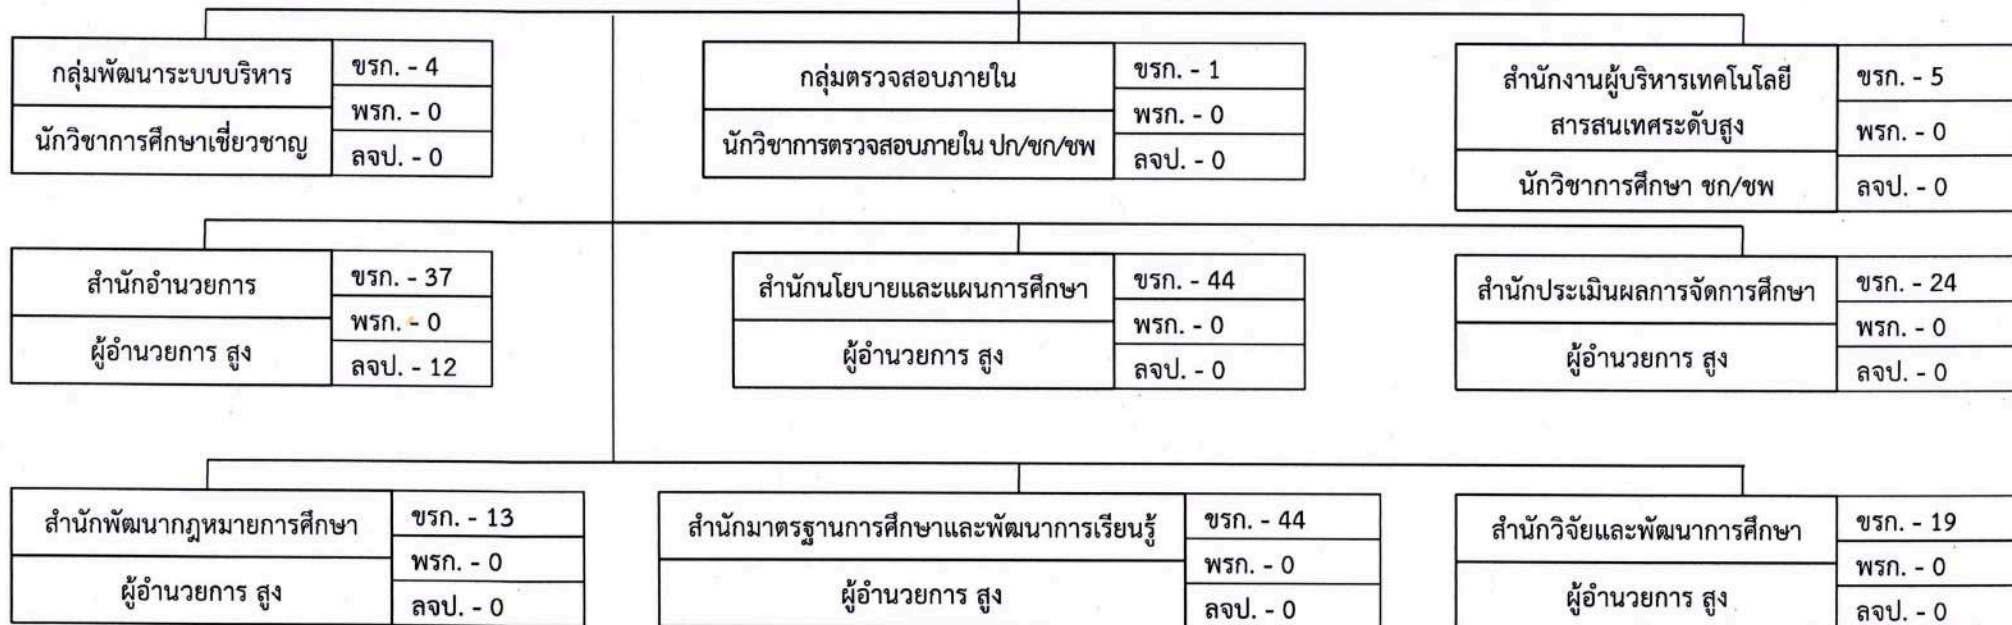 กลุ่มพัฒนาระบบบริหาร
นักวิชาการศึกษาเชี่ยวชาญ
ขรก. - 4
พรก. - 0
ลจป. - 0
กลุ่มตรวจสอบภายใน
นักวิชาการตรวจสอบภายใน ปก/ชก/ชพ
ขรก. - 1
พรก. - 0
ลจป. - 0
สำนักงานผู้บริหารเทคโนโลยี
สารสนเทศระดับสูง
นักวิชาการศึกษา ชก/ชพ
ขรก. - 5
พรก. - 0
ลจป. - 0
สำนักอำนวยการ
ผู้อำนวยการ สูง
ขรก. - 37
พรก. - 0
ลจป. - 12
สำนักนโยบายและแผนการศึกษา
ผู้อำนวยการ สูง
ขรก. - 44
พรก. - 0
ลจป. - 0
สำนักประเมินผลการจัดการศึกษา
ผู้อำนวยการ สูง
ขรก. - 24
พรก. - 0
ลจป. - 0
สำนักพัฒนากฎหมายการศึกษา
ผู้อำนวยการ สูง
ขรก. - 13
พรก. - 0
ลจป. - 0
สำนักมาตรฐานการศึกษาและพัฒนาการเรียนรู้
ผู้อำนวยการ สูง
ขรก. - 44
พรก. - 0
ลจป. - 0
สำนักวิจัยและพัฒนาการศึกษา
ผู้อำนวยการ สูง
ขรก. - 19
พรก. - 0
ลจป. - 0